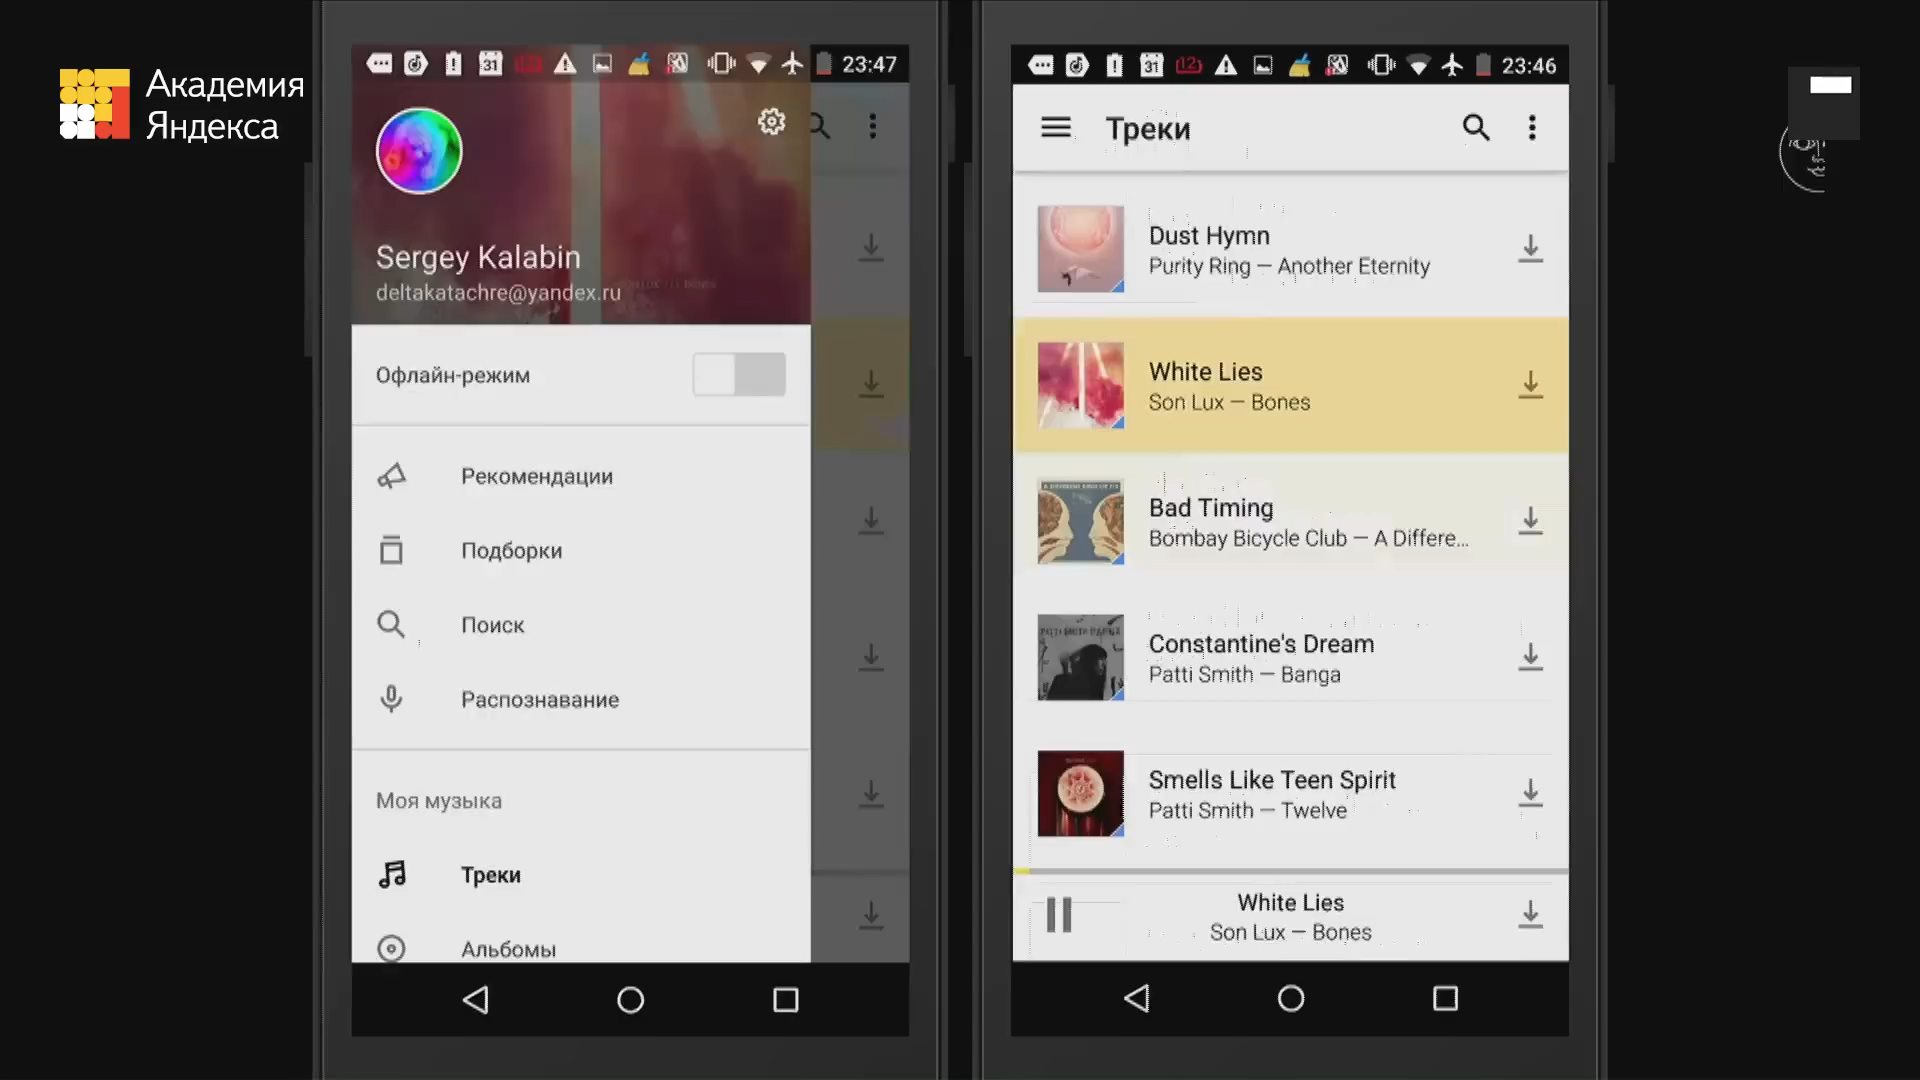 Академия
Яндекса
31
23:47
Sergey Kalabin
deltakatachre@yandex.ru
Офлайн-режим
Рекомендации
Подборки
Поиск
Распознавание
Моя музыка
Треки
Альбомы
31
23:46
Треки
Dust Hymn
Purity Ring — Another Eternity
White Lies
Son Lux — Bones
Bad Timing
Bombay Bicycle Club — A Differe...
Constantine's Dream
Patti Smith — Banga
Smells Like Teen Spirit
Patti Smith — Twelve
White Lies
Son Lux — Bones